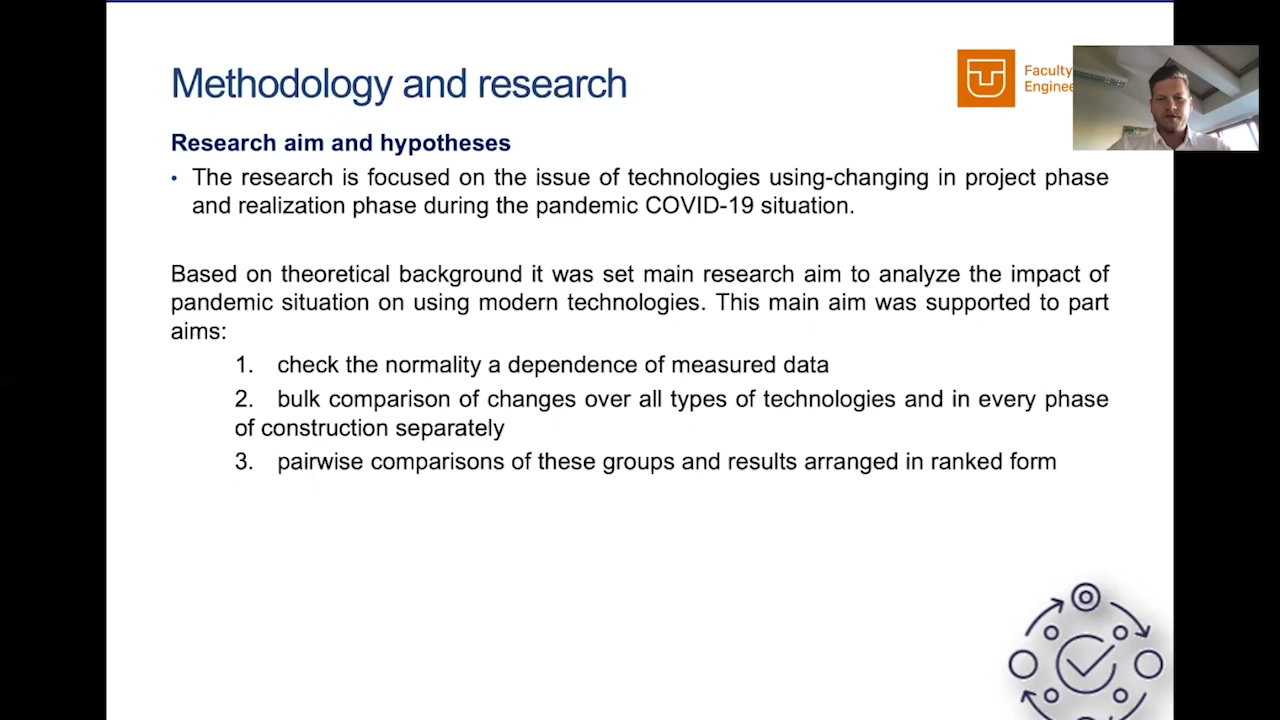 Methodology and research
Faculty
Enginee
Research aim and hypotheses
• The research is focused on the issue of technologies using-changing in project phase
and realization phase during the pandemic COVID-19 situation.
Based on theoretical background it was set main research aim to analyze the impact of
pandemic situation on using modern technologies. This main aim was supported to part
aims:
1. check the normality a dependence of measured data
2. bulk comparison of changes over all types of technologies and in every phase
of construction separately
3. pairwise comparisons of these groups and results arranged in ranked form